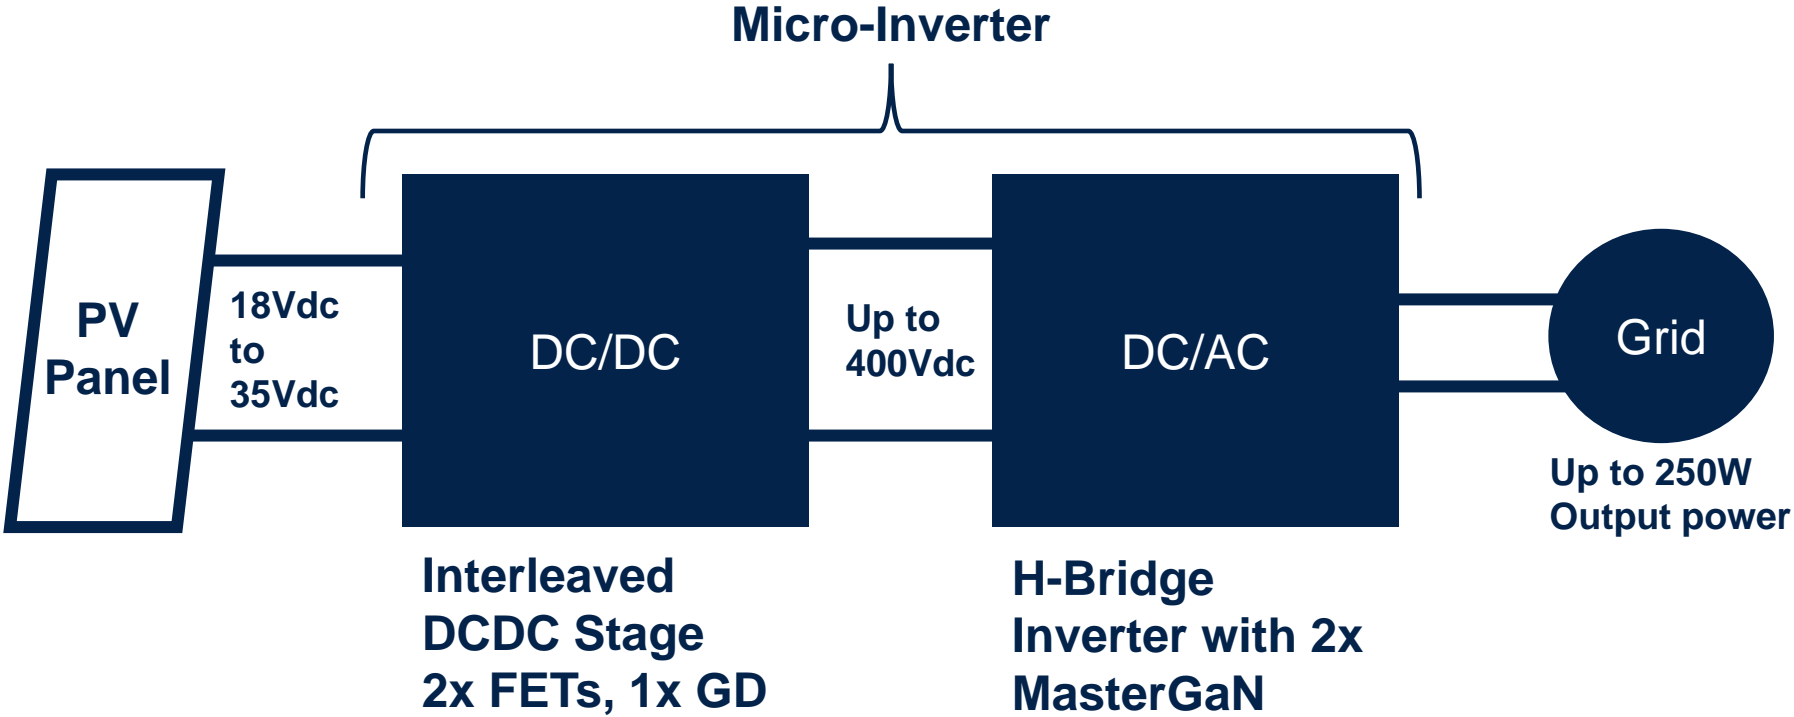 Micro-Inverter
PV
Panel
18Vdc
to
35Vdc
DC/DC
Up to
400Vdc
DC/AC
Grid
Up to 250W
Output power
Interleaved
DCDC Stage
2x FETs, 1x GD
H-Bridge
Inverter with 2x
MasterGaN